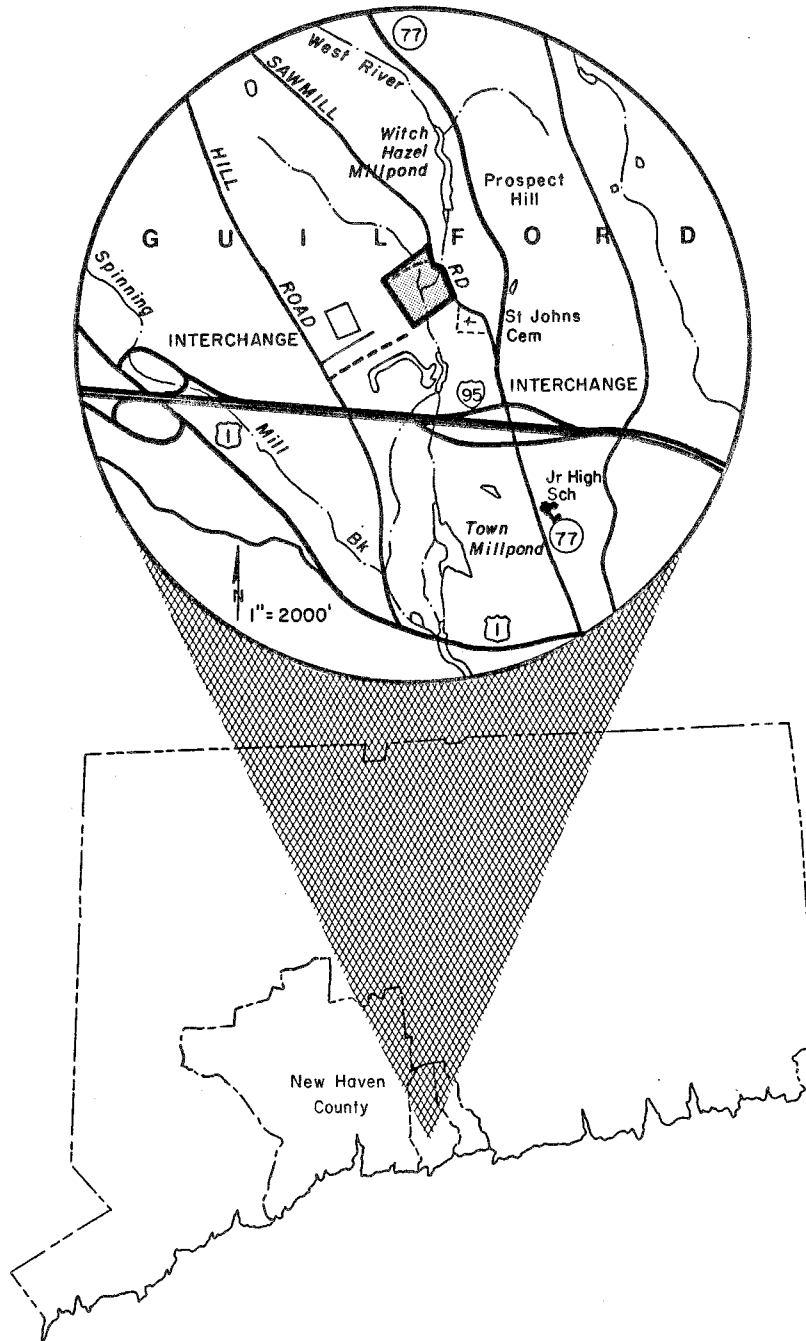 77
West River
SAWMILL
Witch
Hazel
Millpond
Prospect
Hill
HILL
G U I L F O R D
Spinning
RD
ROAD
St Johns
Cem
INTERCHANGE
INTERCHANGE
95
1
Mill
Jr High
Sch
Town
Millpond
77
Bk
N
1"=2000'
1
New Haven
County